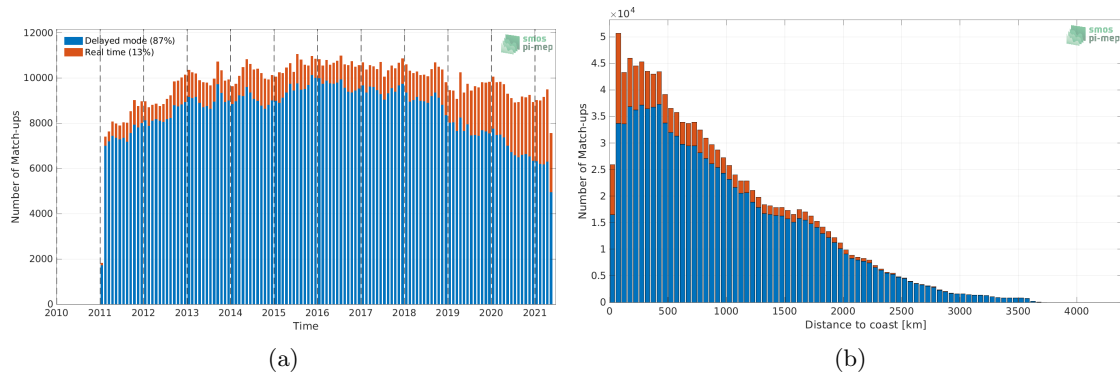 12000
10000
8000
6000
4000
2000
0
Number of Match-ups
Delayed mode (87%)
Real time (13%)
smos
pi-mep
2010 2011 2012 2013 2014 2015 2016 2017 2018 2019 2020 2021
Time
(a)
×10⁴
5
4.5
4
3.5
3
2.5
2
1.5
1
0.5
0
Number of Match-ups
smos
pi-mep
0 500 1000 1500 2000 2500 3000 3500 4000
Distance to coast [km]
(b)